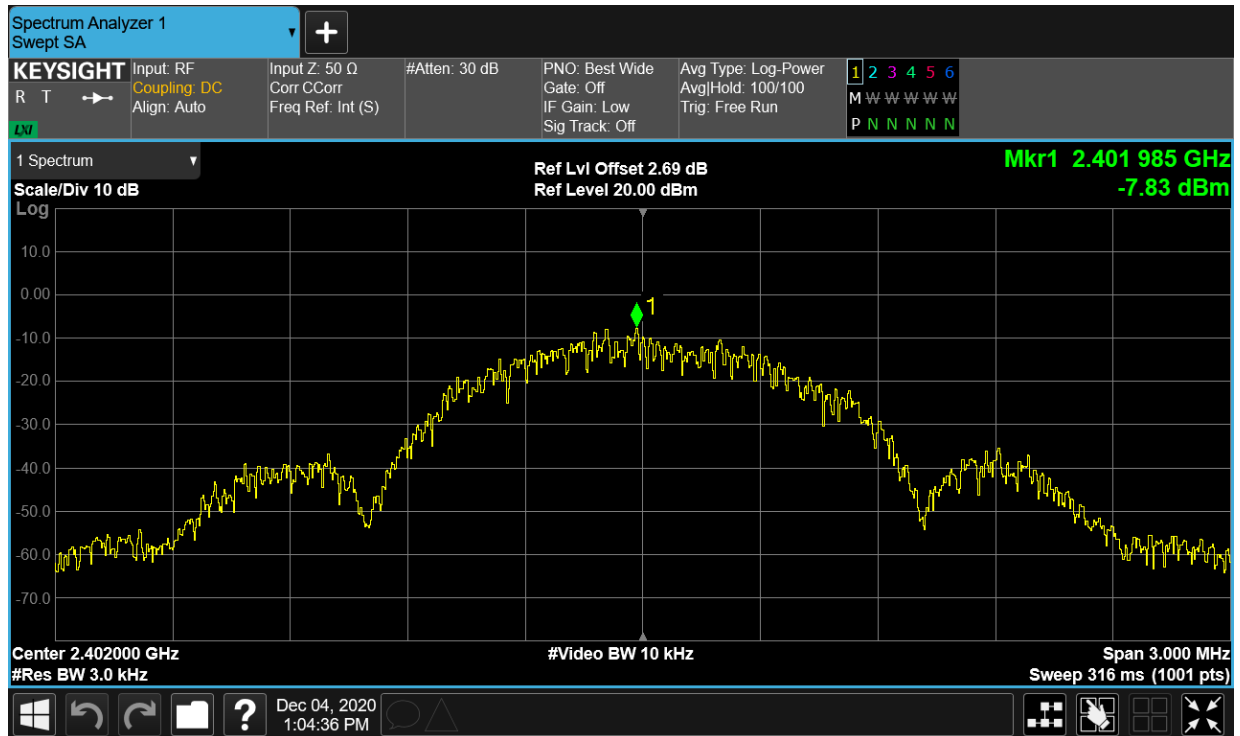 Spectrum Analyzer 1
Swept SA
+
KEYSIGHT
R T
LXI
Input: RF
Coupling: DC
Align: Auto
Input Z: 50 Ω
Corr CCorr
Freq Ref: Int (S)
#Atten: 30 dB
PNO: Best Wide
Gate: Off
IF Gain: Low
Sig Track: Off
Avg Type: Log-Power
Avg|Hold: 100/100
Trig: Free Run
1 2 3 4 5 6
M W W W W W
P N N N N N
1 Spectrum
Scale/Div 10 dB
Log
Ref Lvl Offset 2.69 dB
Ref Level 20.00 dBm
Mkr1 2.401 985 GHz
-7.83 dBm
10.0
0.00
1
-10.0
-20.0
-30.0
-40.0
-50.0
-60.0
-70.0
Center 2.402000 GHz
#Res BW 3.0 kHz
#Video BW 10 kHz
Span 3.000 MHz
Sweep 316 ms (1001 pts)
?
Dec 04, 2020
1:04:36 PM